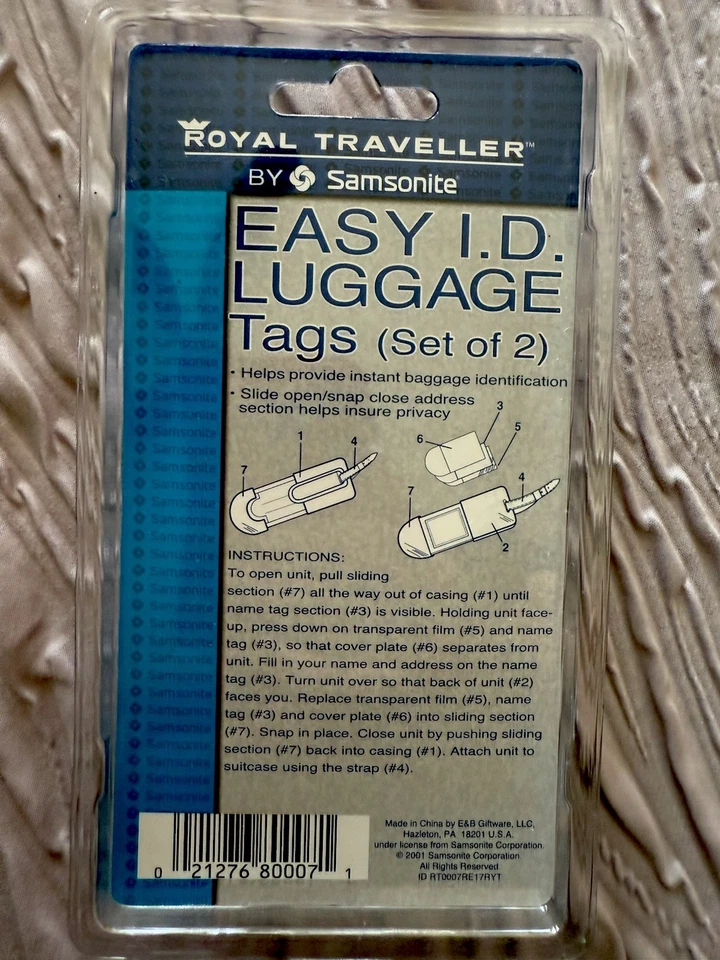 ROYAL TRAVELLER™
BY Samsonite
EASY I.D.
LUGGAGE
Tags (Set of 2)
• Helps provide instant baggage identification
• Slide open/snap close address
section helps insure privacy
1
4
7
3
5
6
4
7
2
INSTRUCTIONS:
To open unit, pull sliding
section (#7) all the way out of casing (#1) until
name tag section (#3) is visible. Holding unit face-
up, press down on transparent film (#5) and name
tag (#3), so that cover plate (#6) separates from
unit. Fill in your name and address on the name
tag (#3). Turn unit over so that back of unit (#2)
faces you. Replace transparent film (#5), name
tag (#3) and cover plate (#6) into sliding section
(#7). Snap in place. Close unit by pushing sliding
section (#7) back into casing (#1). Attach unit to
suitcase using the strap (#4).
0 21276 80007 1
Made in China by E&B Giftware, LLC,
Hazleton, PA 18201 U.S.A.
under license from Samsonite Corporation.
© 2001 Samsonite Corporation
All Rights Reserved
ID RT0007RE17RYT